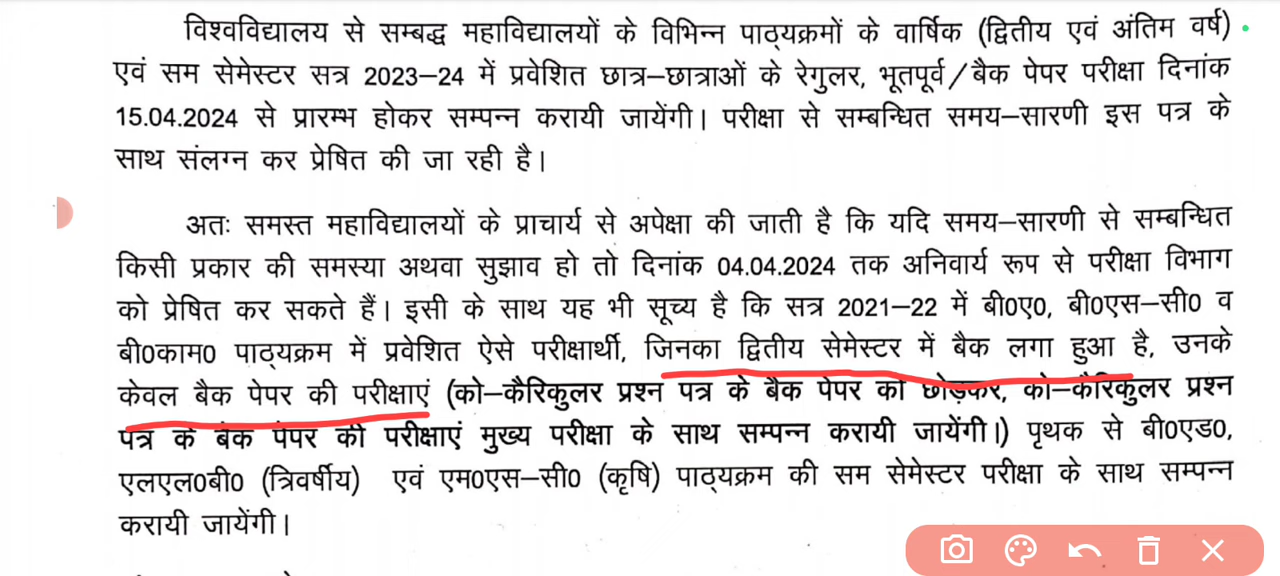 विश्वविद्यालय से सम्बद्ध महाविद्यालयों के विभिन्न पाठ्यक्रमों के वार्षिक (द्वितीय एवं अंतिम वर्ष)
एवं सम सेमेस्टर सत्र 2023–24 में प्रवेशित छात्र–छात्राओं के रेगुलर, भूतपूर्व/बैक पेपर परीक्षा दिनांक
15.04.2024 से प्रारम्भ होकर सम्पन्न करायी जायेंगी। परीक्षा से सम्बन्धित समय–सारणी इस पत्र के
साथ संलग्न कर प्रेषित की जा रही है।
अतः समस्त महाविद्यालयों के प्राचार्य से अपेक्षा की जाती है कि यदि समय–सारणी से सम्बन्धित
किसी प्रकार की समस्या अथवा सुझाव हो तो दिनांक 04.04.2024 तक अनिवार्य रूप से परीक्षा विभाग
को प्रेषित कर सकते हैं। इसी के साथ यह भी सूच्य है कि सत्र 2021–22 में बी0ए0, बी0एस–सी0 व
बी0काम0 पाठ्यक्रम में प्रवेशित ऐसे परीक्षार्थी, जिनका द्वितीय सेमेस्टर में बैक लगा हुआ है, उनके
केवल बैक पेपर की परीक्षाएं (को–कैरिकुलर प्रश्न पत्र के बैक पेपर को छोड़कर, को–कैरिकुलर प्रश्न
पत्र के बैक पेपर की परीक्षाएं मुख्य परीक्षा के साथ सम्पन्न करायी जायेंगी।) पृथक से बी0एड0,
एलएल0बी0 (त्रिवर्षीय) एवं एम0एस–सी0 (कृषि) पाठ्यक्रम की सम सेमेस्टर परीक्षा के साथ सम्पन्न
करायी जायेंगी।